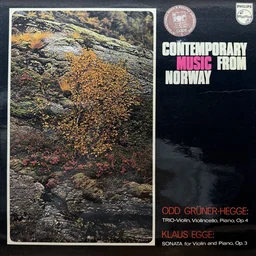 PHILIPS
CONTEMPORARY
MUSIC FROM
NORWAY
ODD GRÜNER-HEGGE:
TRIO-Violin, Violincello, Piano, Op.4
KLAUS EGGE:
SONATA for Violin and Piano, Op.3